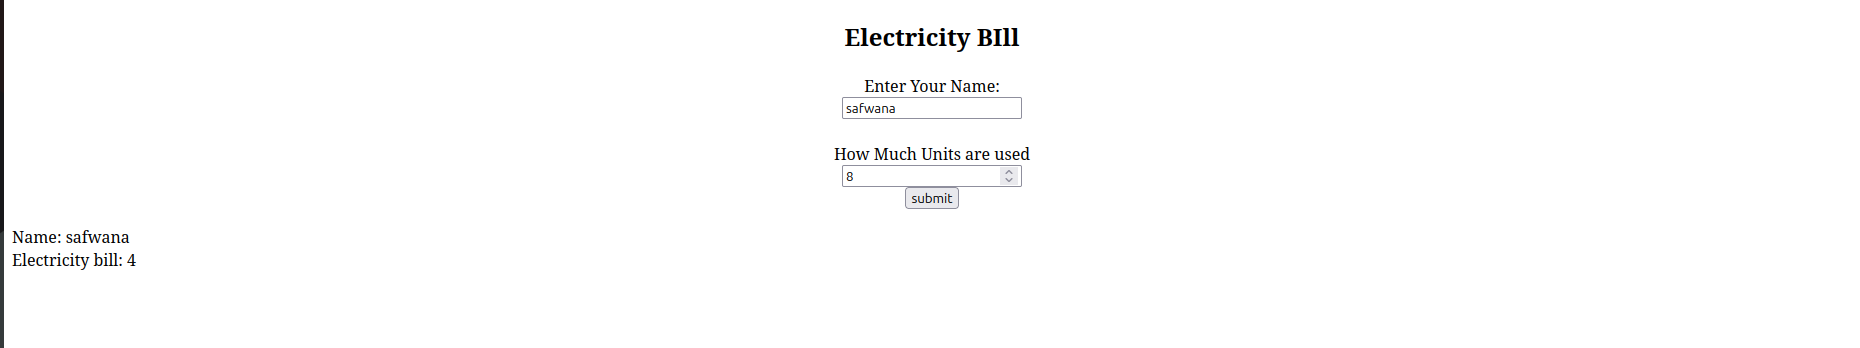 Electricity BIll
Enter Your Name:
safwana
How Much Units are used
8
submit
Name: safwana
Electricity bill: 4